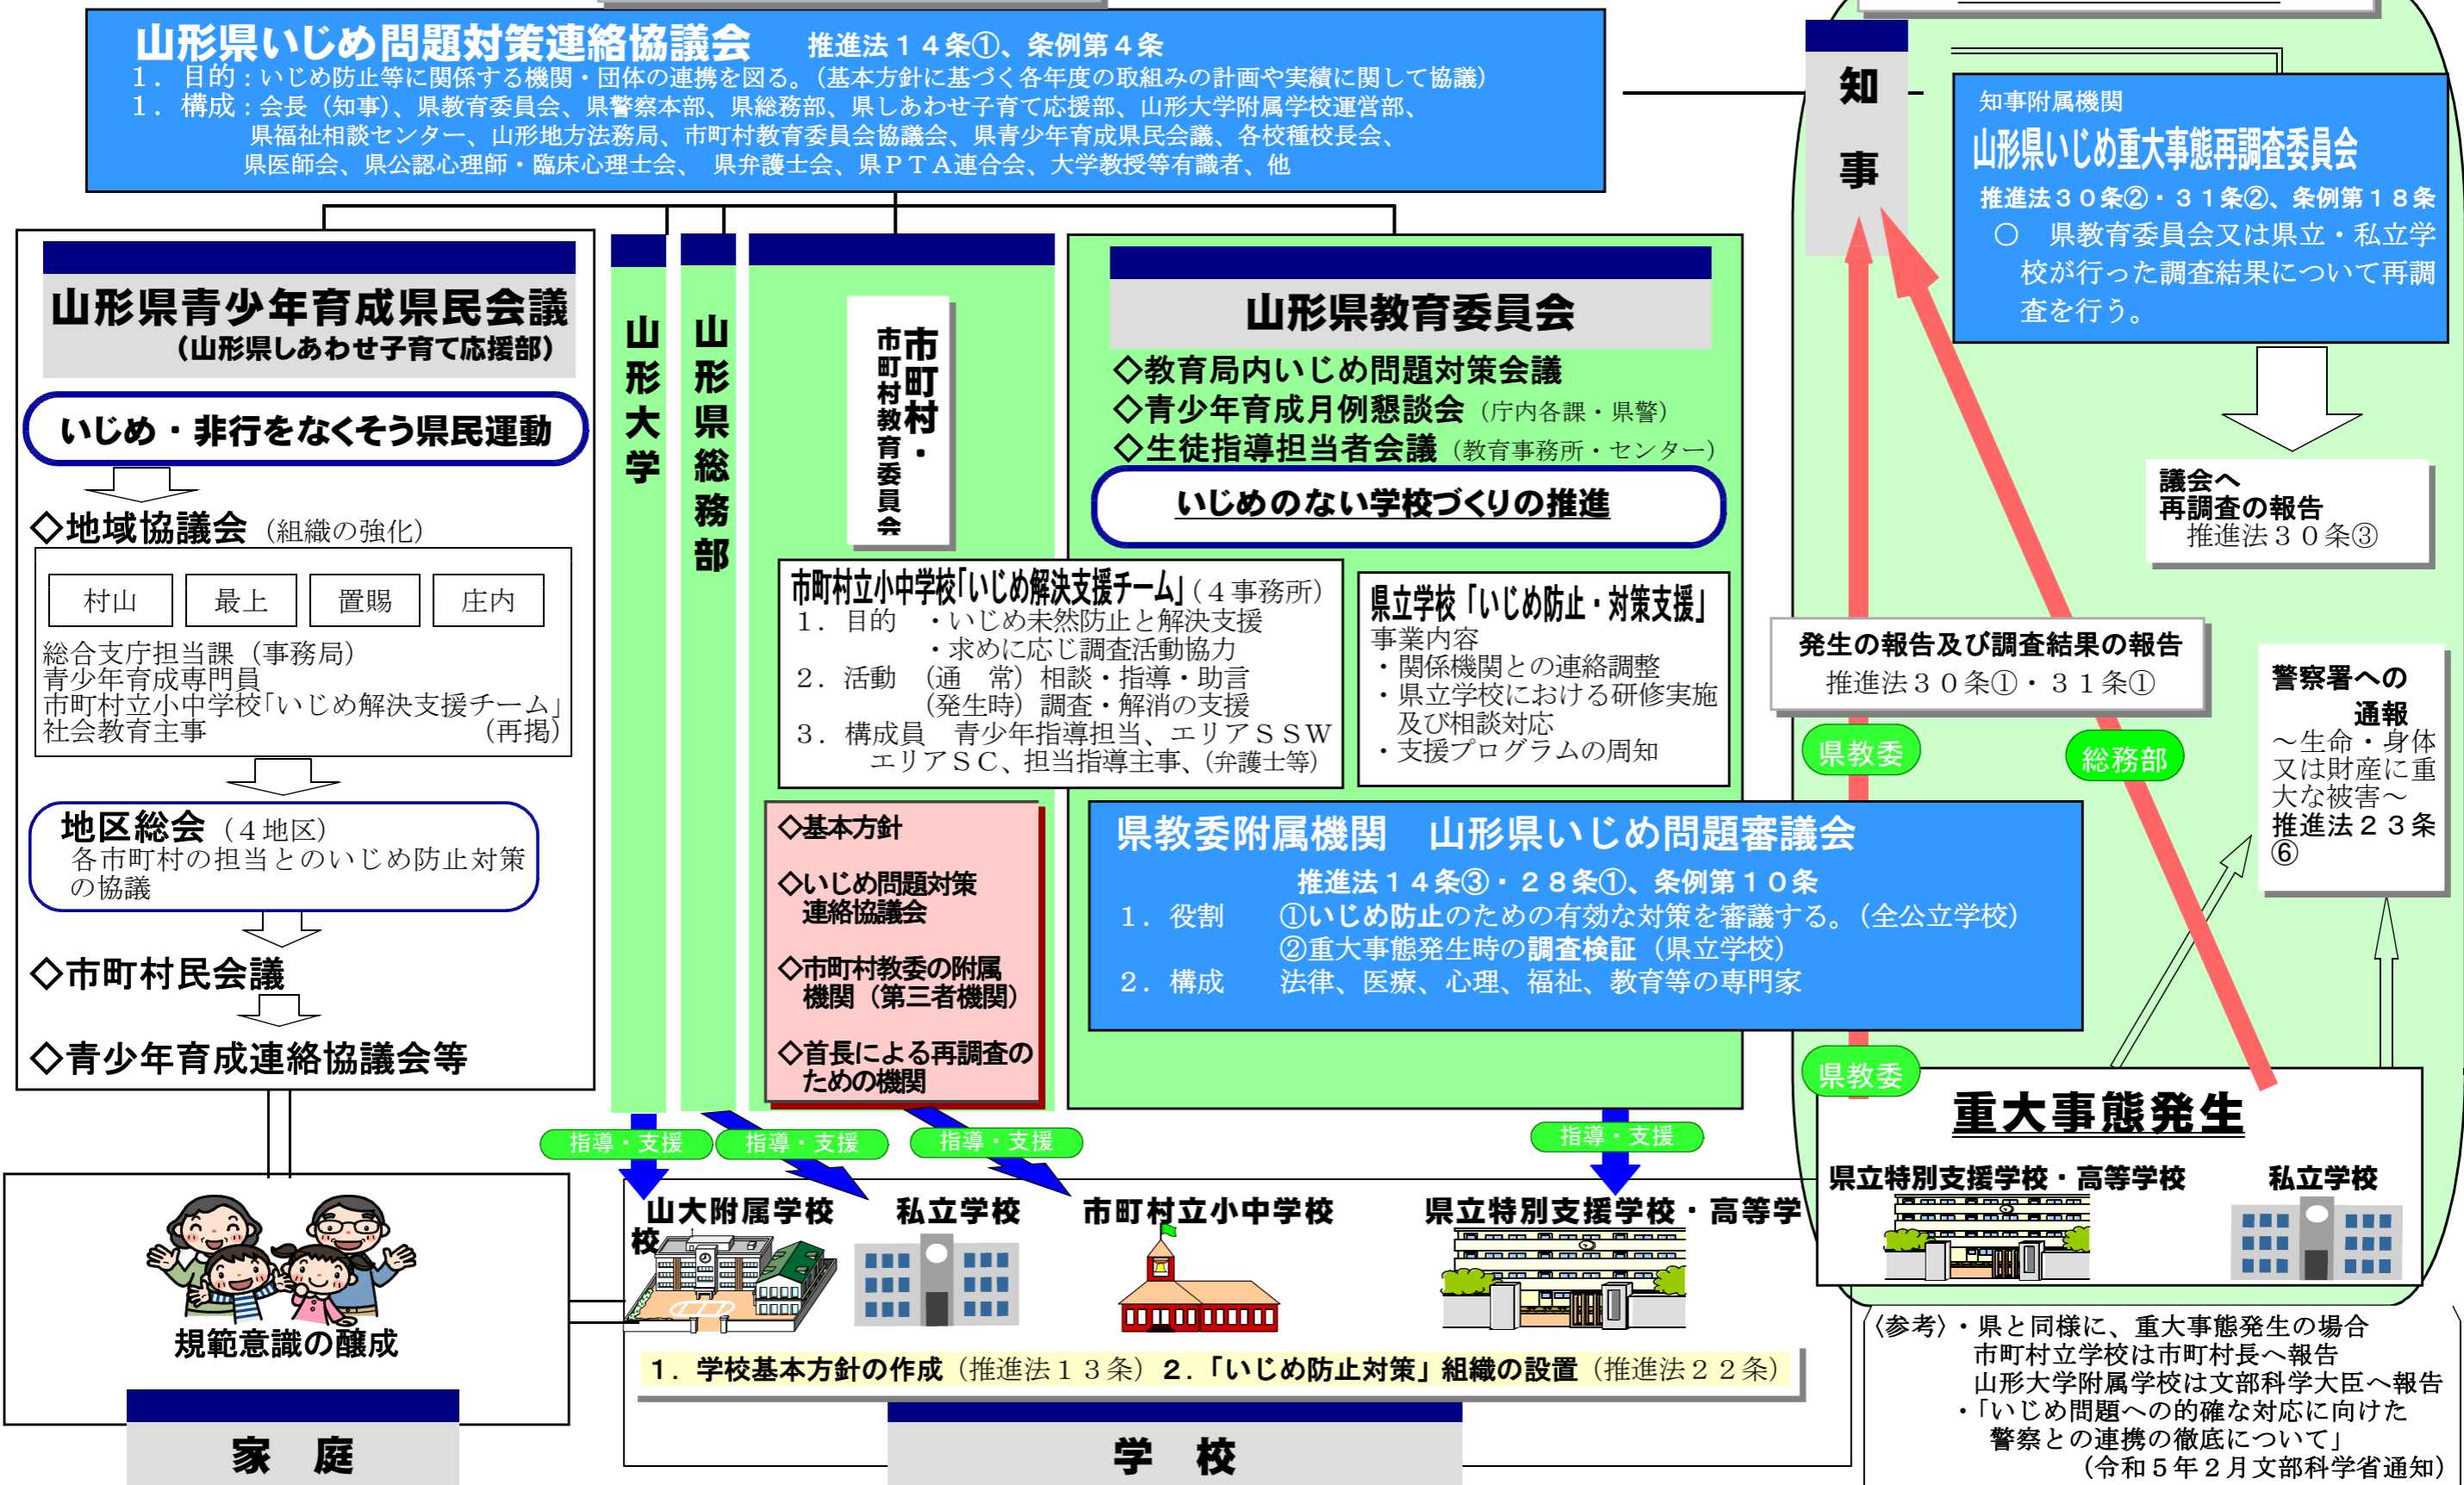 山形県いじめ問題対策連絡協議会　推進法１４条①、条例第４条
１．目的：いじめ防止等に関係する機関・団体の連携を図る。（基本方針に基づく各年度の取組みの計画や実績に関して協議）
１．構成：会長（知事）、県教育委員会、県警察本部、県総務部、県しあわせ子育て応援部、山形大学附属学校運営部、
県福祉相談センター、山形地方法務局、市町村教育委員会協議会、県青少年育成県民会議、各校種校長会、
県医師会、県公認心理師・臨床心理士会、　県弁護士会、県ＰＴＡ連合会、大学教授等有識者、他
知事
知事附属機関
山形県いじめ重大事態再調査委員会
推進法３０条②・３１条②、条例第１８条
○　県教育委員会又は県立・私立学
校が行った調査結果について再調
査を行う。
議会へ
再調査の報告
推進法３０条③
山形県青少年育成県民会議
（山形県しあわせ子育て応援部）
いじめ・非行をなくそう県民運動
◇地域協議会（組織の強化）
村山
最上
置賜
庄内
総合支庁担当課（事務局）
青少年育成専門員
市町村立小中学校「いじめ解決支援チーム」
社会教育主事　（再掲）
地区総会（４地区）
各市町村の担当とのいじめ防止対策
の協議
◇市町村民会議
◇青少年育成連絡協議会等
山形大学
山形県総務部
市町村・
市町村教育委員会
山形県教育委員会
◇教育局内いじめ問題対策会議
◇青少年育成月例懇談会（庁内各課・県警）
◇生徒指導担当者会議（教育事務所・センター）
いじめのない学校づくりの推進
市町村立小中学校「いじめ解決支援チーム」（４事務所）
１．目的　・いじめ未然防止と解決支援
・求めに応じ調査活動協力
２．活動　（通　常）相談・指導・助言
（発生時）調査・解消の支援
３．構成員　青少年指導担当、エリアＳＳＷ
エリアＳＣ、担当指導主事、（弁護士等）
県立学校「いじめ防止・対策支援」
事業内容
・関係機関との連絡調整
・県立学校における研修実施
及び相談対応
・支援プログラムの周知
◇基本方針
◇いじめ問題対策
連絡協議会
◇市町村教委の附属
機関（第三者機関）
◇首長による再調査の
ための機関
県教委附属機関　山形県いじめ問題審議会
推進法１４条③・２８条①、条例第１０条
１．役割　①いじめ防止のための有効な対策を審議する。（全公立学校）
②重大事態発生時の調査検証（県立学校）
２．構成　法律、医療、心理、福祉、教育等の専門家
発生の報告及び調査結果の報告
推進法３０条①・３１条①
県教委
総務部
警察署への
通報
～生命・身体
又は財産に重
大な被害～
推進法２３条
⑥
県教委
重大事態発生
県立特別支援学校・高等学校
私立学校
指導・支援
指導・支援
指導・支援
指導・支援
山大附属学校
校
私立学校
市町村立小中学校
県立特別支援学校・高等学
１．学校基本方針の作成（推進法１３条）２．「いじめ防止対策」組織の設置（推進法２２条）
学　校
規範意識の醸成
家　庭
〈参考〉・県と同様に、重大事態発生の場合
市町村立学校は市町村長へ報告
山形大学附属学校は文部科学大臣へ報告
・「いじめ問題への的確な対応に向けた
警察との連携の徹底について」
（令和５年２月文部科学省通知）